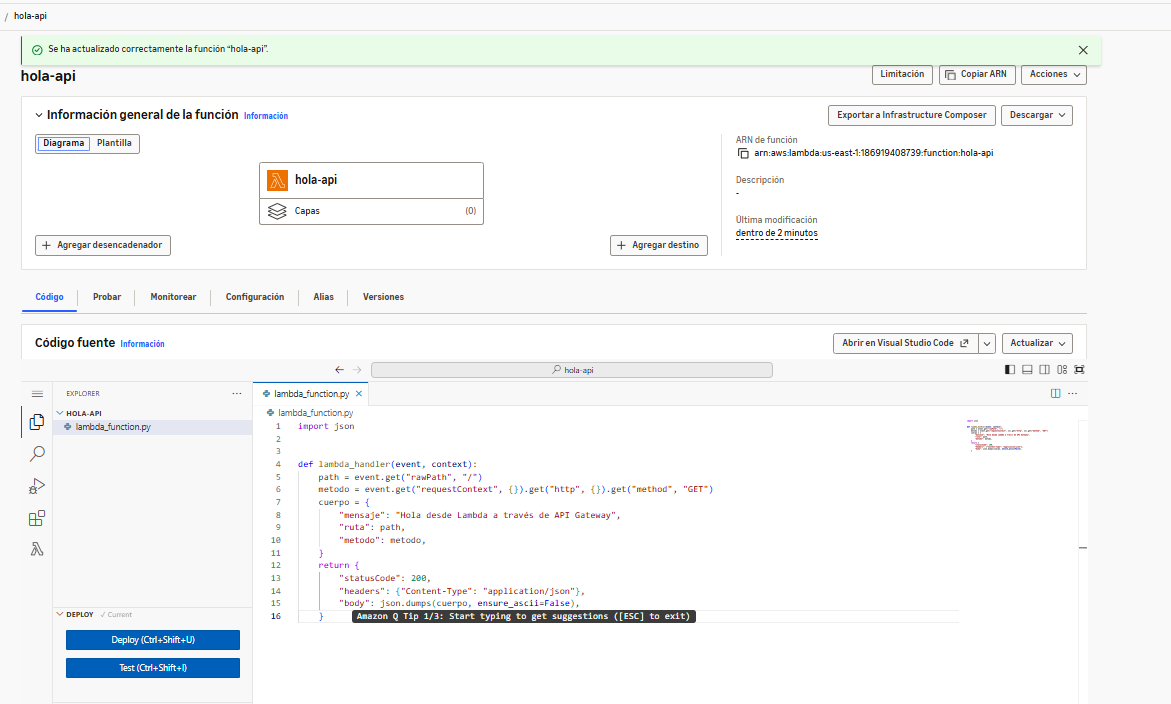 / hola-api
Se ha actualizado correctamente la función "hola-api".
hola-api
Limitación
Copiar ARN
Acciones
Información general de la función Información
Exportar a Infrastructure Composer
Descargar
Diagrama
Plantilla
hola-api
Capas (0)
+ Agregar desencadenador
+ Agregar destino
ARN de función
arn:aws:lambda:us-east-1:186919408739:function:hola-api
Descripción
-
Última modificación
dentro de 2 minutos
Código
Probar
Monitorear
Configuración
Alias
Versiones
Código fuente Información
Abrir en Visual Studio Code
Actualizar
hola-api
EXPLORER
HOLA-API
lambda_function.py
DEPLOY ✓ Current
Deploy (Ctrl+Shift+U)
Test (Ctrl+Shift+I)
lambda_function.py
lambda_function.py
1 import json
2
3
4 def lambda_handler(event, context):
5     path = event.get("rawPath", "/")
6     metodo = event.get("requestContext", {}).get("http", {}).get("method", "GET")
7     cuerpo = {
8         "mensaje": "Hola desde Lambda a través de API Gateway",
9         "ruta": path,
10         "metodo": metodo,
11     }
12     return {
13         "statusCode": 200,
14         "headers": {"Content-Type": "application/json"},
15         "body": json.dumps(cuerpo, ensure_ascii=False),
16     } Amazon Q Tip 1/3: Start typing to get suggestions ([ESC] to exit)